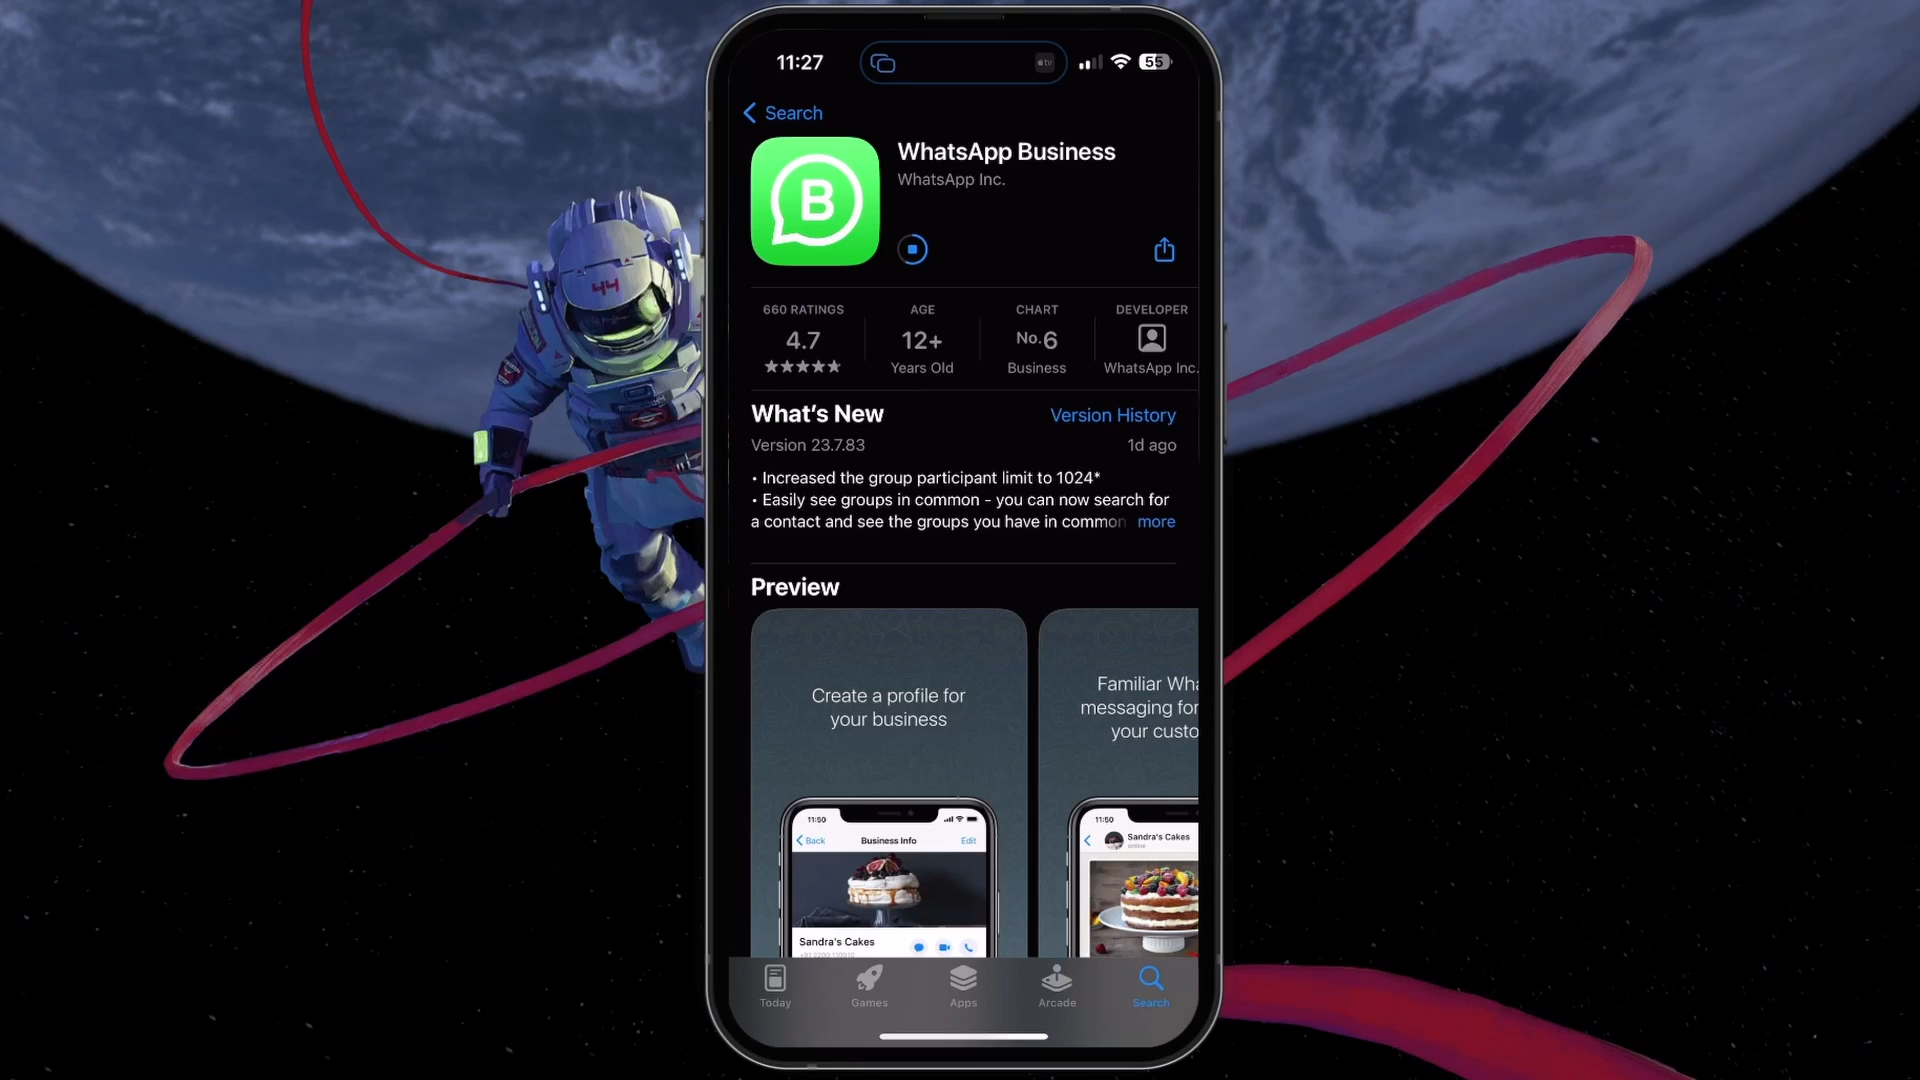 11:27
tv
55
Search
WhatsApp Business
WhatsApp Inc.
B
44
660 RATINGS
4.7
AGE
12+
Years Old
CHART
No.6
Business
DEVELOPER
WhatsApp Inc.
What's New
Version History
Version 23.7.83
1d ago
• Increased the group participant limit to 1024*
• Easily see groups in common - you can now search for
a contact and see the groups you have in common
more
Preview
Create a profile for
your business
Familiar Wha
messaging for
your custo
11:50
Back
Business Info
Edit
Sandra's Cakes
11:50
Sandra's Cakes
online
Today
Games
Apps
Arcade
Search